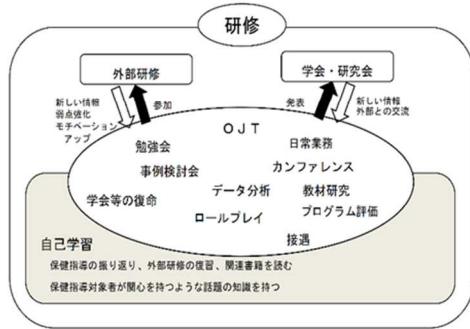 研修
外部研修
学会・研究会
新しい情報
弱点強化
モチベーション
アップ
参加
発表
新しい情報
外部との交流
OJT
勉強会
日常業務
事例検討会
カンファレンス
学会等の復命
データ分析
教材研究
ロールプレイ
プログラム評価
接遇
自己学習
保健指導の振り返り、外部研修の復習、関連書籍を読む
保健指導対象者が関心を持つような話題の知識を持つ